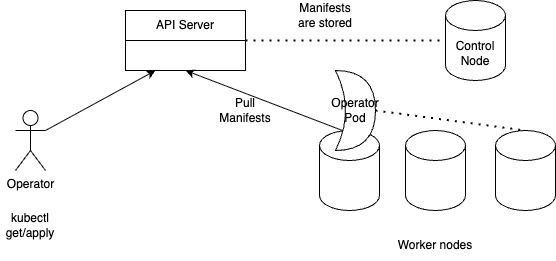 Manifests
are stored
API Server
Control
Node
Pull
Manifests
Operator
Pod
Operator
kubectl
get/apply
Worker nodes